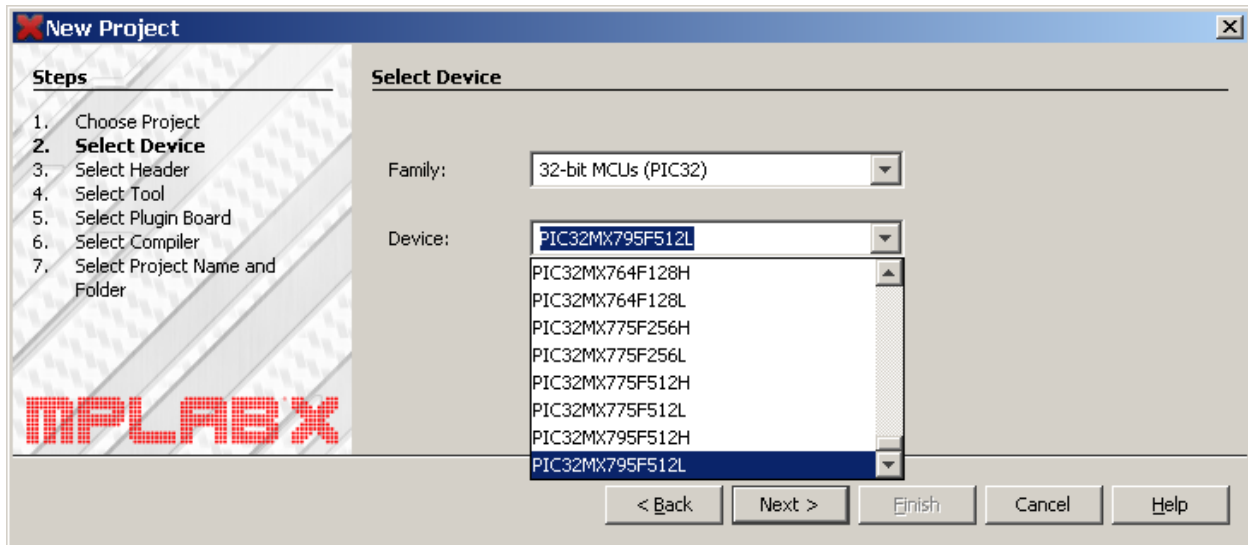 New Project
Steps
1. Choose Project
2. Select Device
3. Select Header
4. Select Tool
5. Select Plugin Board
6. Select Compiler
7. Select Project Name and
Folder
MPLAB X
Select Device
Family: 32-bit MCUs (PIC32)
Device: PIC32MX795F512L
PIC32MX764F128H
PIC32MX764F128L
PIC32MX775F256H
PIC32MX775F256L
PIC32MX775F512H
PIC32MX775F512L
PIC32MX795F512H
PIC32MX795F512L
< Back Next > Finish Cancel Help